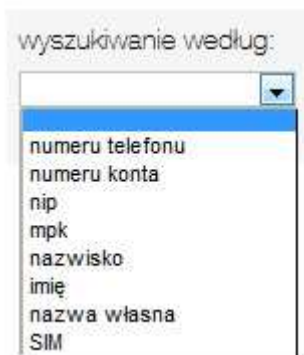 wyszukiwanie według:
numeru telefonu
numeru konta
nip
mpk
nazwisko
imię
nazwa własna
SIM